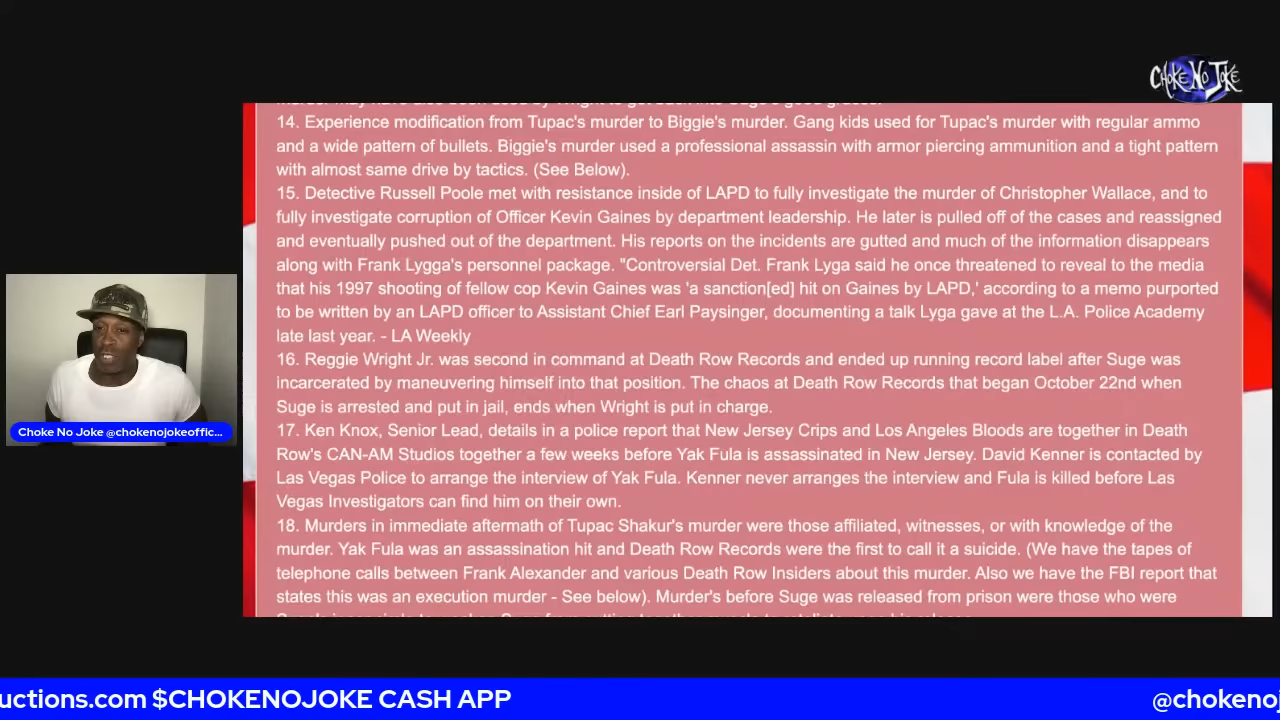 CHOKE NO JOKE
14. Experience modification from Tupac's murder to Biggie's murder. Gang kids used for Tupac's murder with regular ammo
and a wide pattern of bullets. Biggie's murder used a professional assassin with armor piercing ammunition and a tight pattern
with almost same drive by tactics. (See Below).
15. Detective Russell Poole met with resistance inside of LAPD to fully investigate the murder of Christopher Wallace, and to
fully investigate corruption of Officer Kevin Gaines by department leadership. He later is pulled off of the cases and reassigned
and eventually pushed out of the department. His reports on the incidents are gutted and much of the information disappears
along with Frank Lygga's personnel package. "Controversial Det. Frank Lyga said he once threatened to reveal to the media
that his 1997 shooting of fellow cop Kevin Gaines was 'a sanction[ed] hit on Gaines by LAPD,' according to a memo purported
to be written by an LAPD officer to Assistant Chief Earl Paysinger, documenting a talk Lyga gave at the L.A. Police Academy
late last year. - LA Weekly
16. Reggie Wright Jr. was second in command at Death Row Records and ended up running record label after Suge was
incarcerated by maneuvering himself into that position. The chaos at Death Row Records that began October 22nd when
Suge is arrested and put in jail, ends when Wright is put in charge.
17. Ken Knox, Senior Lead, details in a police report that New Jersey Crips and Los Angeles Bloods are together in Death
Row's CAN-AM Studios together a few weeks before Yak Fula is assassinated in New Jersey. David Kenner is contacted by
Las Vegas Police to arrange the interview of Yak Fula. Kenner never arranges the interview and Fula is killed before Las
Vegas Investigators can find him on their own.
18. Murders in immediate aftermath of Tupac Shakur's murder were those affiliated, witnesses, or with knowledge of the
murder. Yak Fula was an assassination hit and Death Row Records were the first to call it a suicide. (We have the tapes of
telephone calls between Frank Alexander and various Death Row Insiders about this murder. Also we have the FBI report that
states this was an execution murder - See below). Murder's before Suge was released from prison were those who were
Choke No Joke @chokenojokeoffic...
uctions.com $CHOKENOJOKE CASH APP
@chokenoj